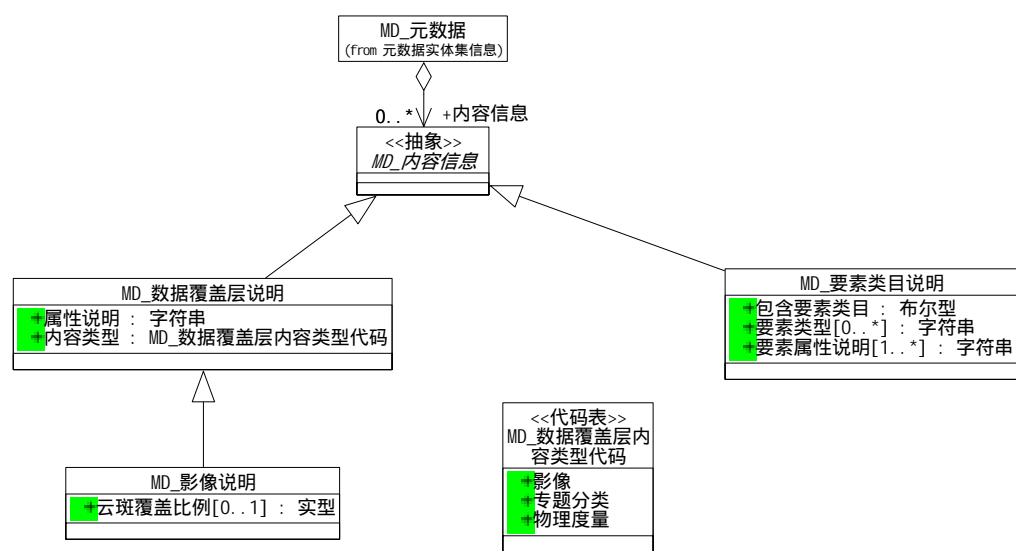 MD_元数据
(from 元数据实体集信息)
0..* +内容信息
<<抽象>>
MD_内容信息
MD_数据覆盖层说明
+属性说明 : 字符串
+内容类型 : MD_数据覆盖层内容类型代码
MD_要素类目说明
+包含要素类目 : 布尔型
+要素类型[0..*] : 字符串
+要素属性说明[1..*] : 字符串
MD_影像说明
+云斑覆盖比例[0..1] : 实型
<<代码表>>
MD_数据覆盖层内
容类型代码
+影像
+专题分类
+物理度量